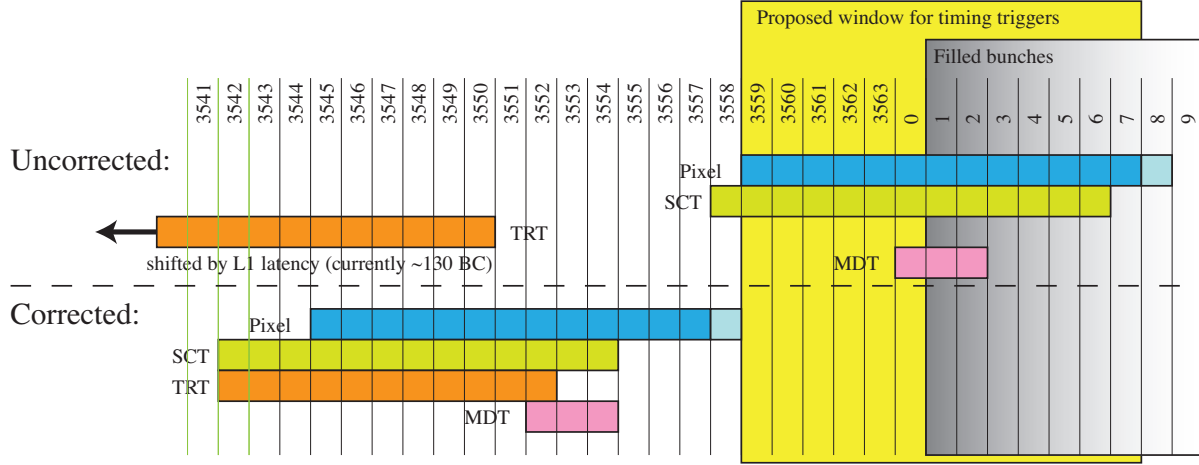 Proposed window for timing triggers
Filled bunches
3541 3542 3543 3544 3545 3546 3547 3548 3549 3550 3551 3552 3553 3554 3555 3556 3557 3558 3559 3560 3561 3562 3563 0 1 2 3 4 5 6 7 8 9
Uncorrected:
Pixel
SCT
TRT
shifted by L1 latency (currently ~130 BC)
MDT
Corrected:
Pixel
SCT
TRT
MDT